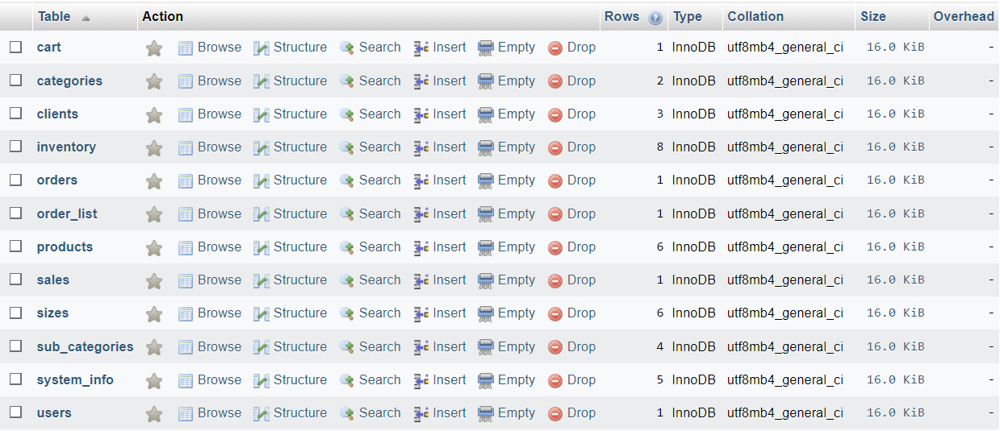 Table Action Rows Type Collation Size Overhead
cart Browse Structure Search Insert Empty Drop 1 InnoDB utf8mb4_general_ci 16.0 KiB -
categories Browse Structure Search Insert Empty Drop 2 InnoDB utf8mb4_general_ci 16.0 KiB -
clients Browse Structure Search Insert Empty Drop 3 InnoDB utf8mb4_general_ci 16.0 KiB -
inventory Browse Structure Search Insert Empty Drop 8 InnoDB utf8mb4_general_ci 16.0 KiB -
orders Browse Structure Search Insert Empty Drop 1 InnoDB utf8mb4_general_ci 16.0 KiB -
order_list Browse Structure Search Insert Empty Drop 1 InnoDB utf8mb4_general_ci 16.0 KiB -
products Browse Structure Search Insert Empty Drop 6 InnoDB utf8mb4_general_ci 16.0 KiB -
sales Browse Structure Search Insert Empty Drop 1 InnoDB utf8mb4_general_ci 16.0 KiB -
sizes Browse Structure Search Insert Empty Drop 6 InnoDB utf8mb4_general_ci 16.0 KiB -
sub_categories Browse Structure Search Insert Empty Drop 4 InnoDB utf8mb4_general_ci 16.0 KiB -
system_info Browse Structure Search Insert Empty Drop 5 InnoDB utf8mb4_general_ci 16.0 KiB -
users Browse Structure Search Insert Empty Drop 1 InnoDB utf8mb4_general_ci 16.0 KiB -